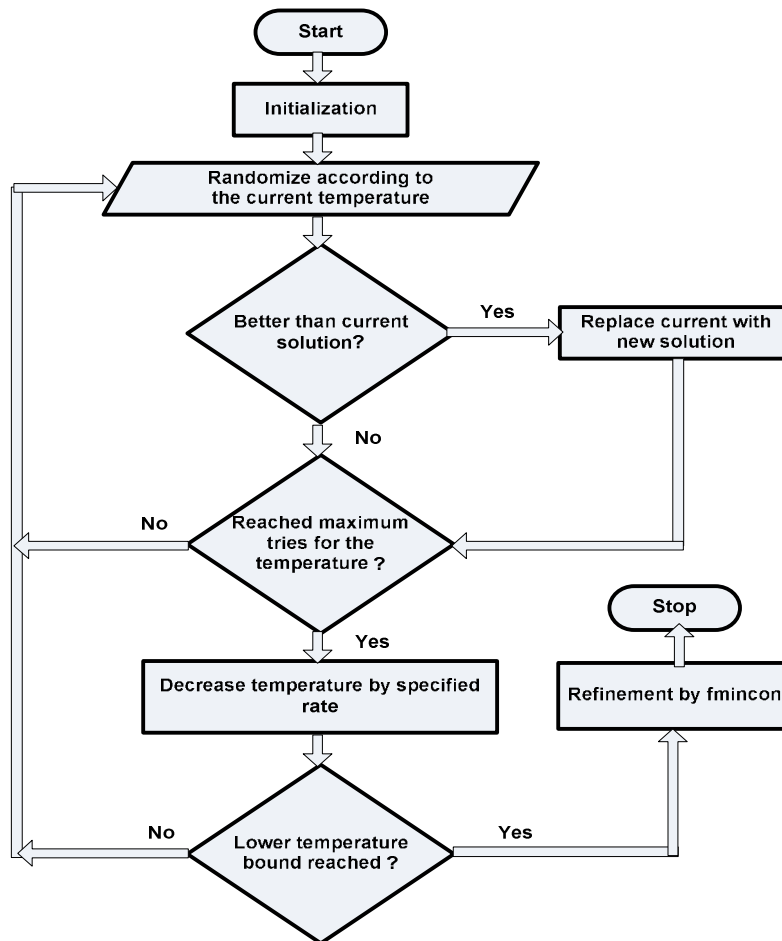 Start
Initialization
Randomize according to
the current temperature
Better than current
solution?
Yes
Replace current with
new solution
No
Reached maximum
tries for the
temperature ?
No
Yes
Stop
Decrease temperature by specified
rate
Refinement by fmincon
Lower temperature
bound reached ?
No
Yes